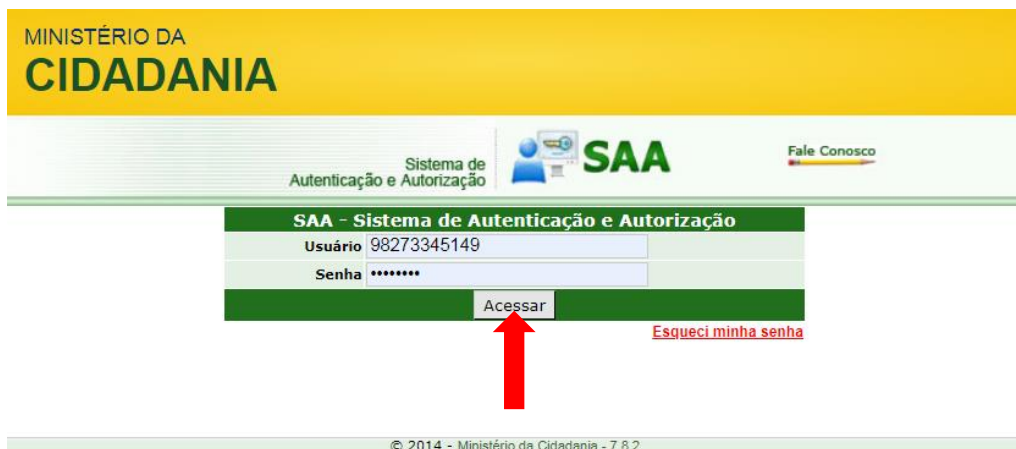 MINISTÉRIO DA
CIDADANIA
Sistema de
Autenticação e Autorização
SAA
Fale Conosco
SAA - Sistema de Autenticação e Autorização
Usuário 98273345149
Senha ••••••••
Acessar
Esqueci minha senha
© 2014 - Ministério da Cidadania - 7.8.2